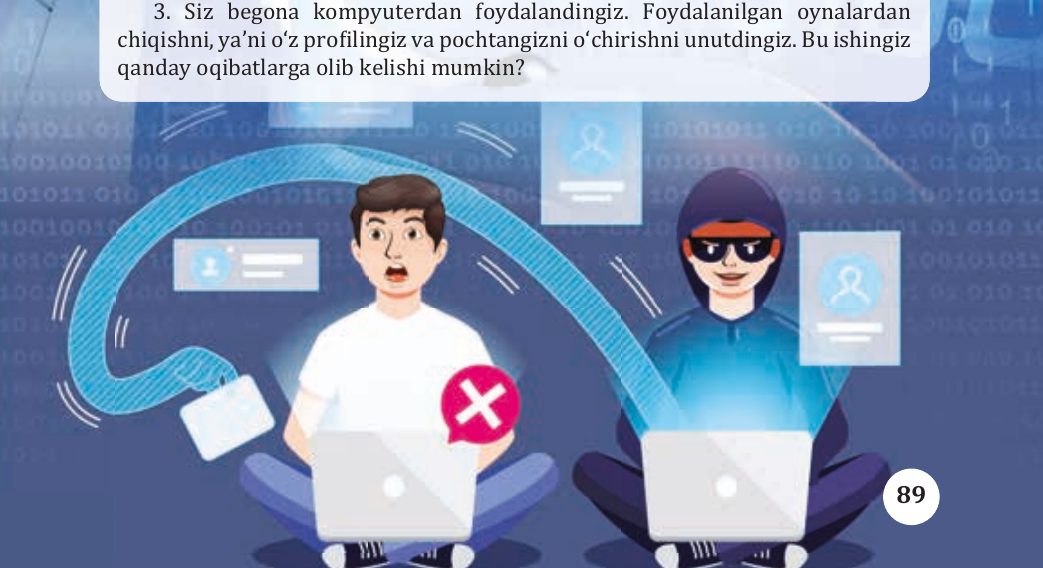 3. Siz begona kompyuterdan foydalandingiz. Foydalanilgan oynalardan
chiqishni, ya’ni o‘z profilingiz va pochtangizni o‘chirishni unutdingiz. Bu ishingiz
qanday oqibatlarga olib kelishi mumkin?
89